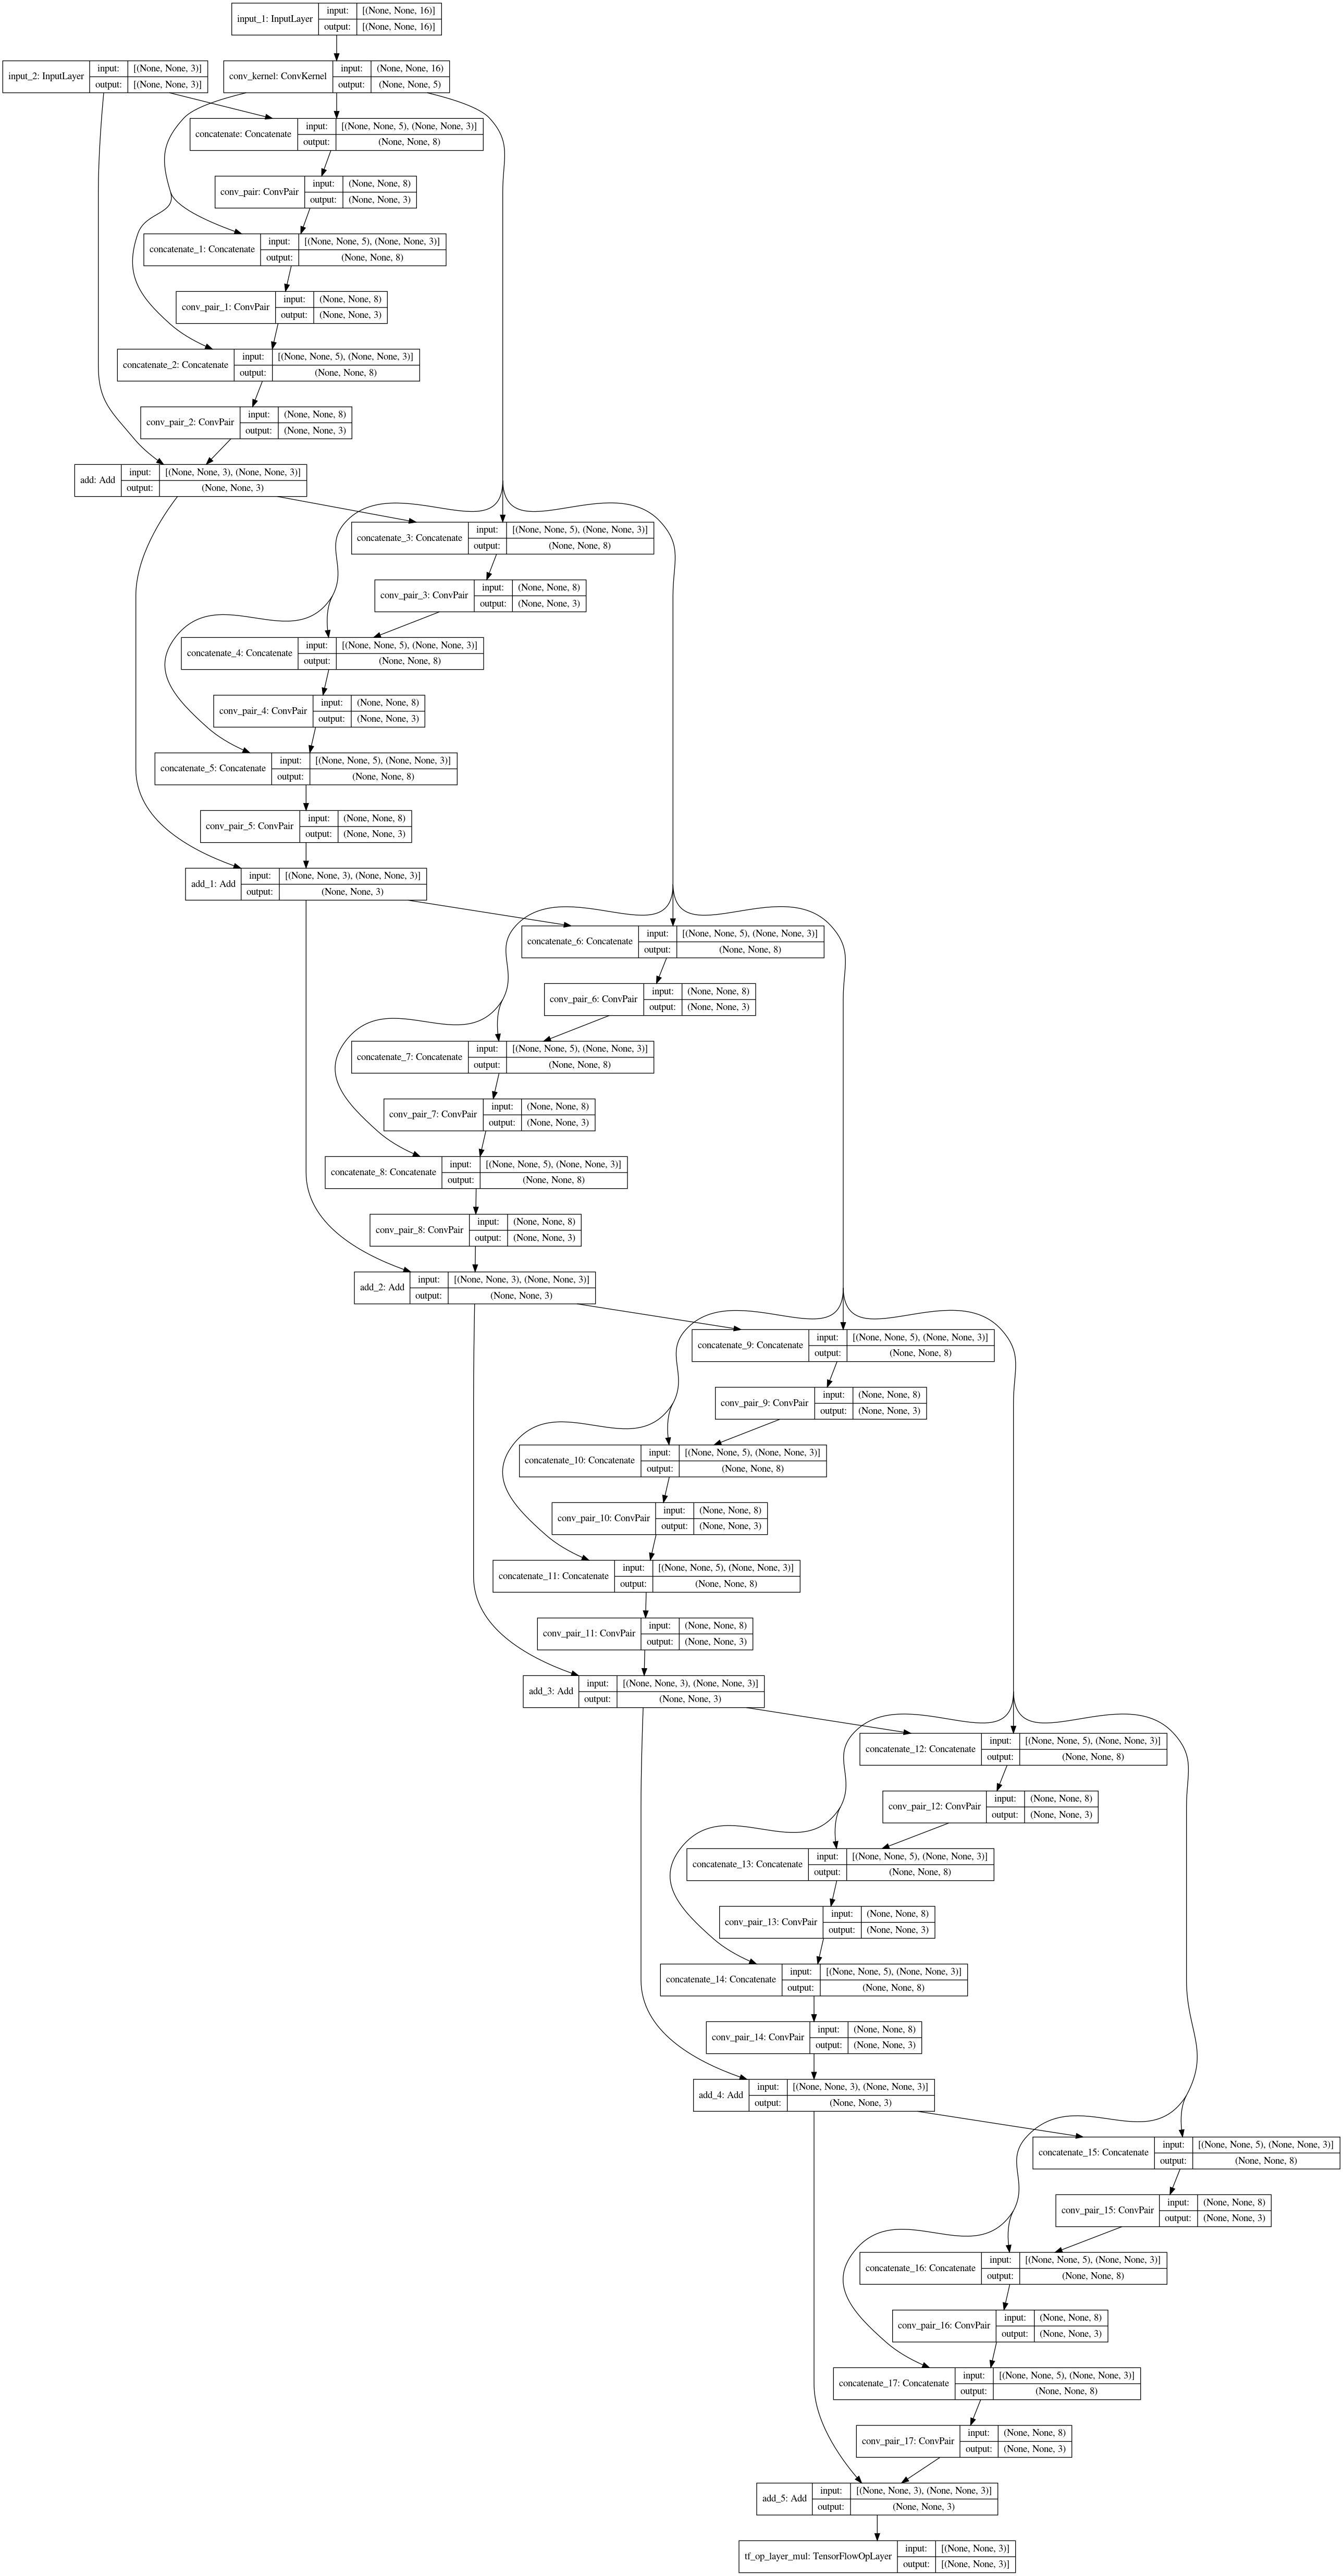 input_1: InputLayer
input: [(None, None, 16)]
output: [(None, None, 16)]
input_2: InputLayer
input: [(None, None, 3)]
output: [(None, None, 3)]
conv_kernel: ConvKernel
input: (None, None, 16)
output: (None, None, 5)
concatenate: Concatenate
input: [(None, None, 5), (None, None, 3)]
output: (None, None, 8)
conv_pair: ConvPair
input: (None, None, 8)
output: (None, None, 3)
concatenate_1: Concatenate
input: [(None, None, 5), (None, None, 3)]
output: (None, None, 8)
conv_pair_1: ConvPair
input: (None, None, 8)
output: (None, None, 3)
concatenate_2: Concatenate
input: [(None, None, 5), (None, None, 3)]
output: (None, None, 8)
conv_pair_2: ConvPair
input: (None, None, 8)
output: (None, None, 3)
add: Add
input: [(None, None, 3), (None, None, 3)]
output: (None, None, 3)
concatenate_3: Concatenate
input: [(None, None, 5), (None, None, 3)]
output: (None, None, 8)
conv_pair_3: ConvPair
input: (None, None, 8)
output: (None, None, 3)
concatenate_4: Concatenate
input: [(None, None, 5), (None, None, 3)]
output: (None, None, 8)
conv_pair_4: ConvPair
input: (None, None, 8)
output: (None, None, 3)
concatenate_5: Concatenate
input: [(None, None, 5), (None, None, 3)]
output: (None, None, 8)
conv_pair_5: ConvPair
input: (None, None, 8)
output: (None, None, 3)
add_1: Add
input: [(None, None, 3), (None, None, 3)]
output: (None, None, 3)
concatenate_6: Concatenate
input: [(None, None, 5), (None, None, 3)]
output: (None, None, 8)
conv_pair_6: ConvPair
input: (None, None, 8)
output: (None, None, 3)
concatenate_7: Concatenate
input: [(None, None, 5), (None, None, 3)]
output: (None, None, 8)
conv_pair_7: ConvPair
input: (None, None, 8)
output: (None, None, 3)
concatenate_8: Concatenate
input: [(None, None, 5), (None, None, 3)]
output: (None, None, 8)
conv_pair_8: ConvPair
input: (None, None, 8)
output: (None, None, 3)
add_2: Add
input: [(None, None, 3), (None, None, 3)]
output: (None, None, 3)
concatenate_9: Concatenate
input: [(None, None, 5), (None, None, 3)]
output: (None, None, 8)
conv_pair_9: ConvPair
input: (None, None, 8)
output: (None, None, 3)
concatenate_10: Concatenate
input: [(None, None, 5), (None, None, 3)]
output: (None, None, 8)
conv_pair_10: ConvPair
input: (None, None, 8)
output: (None, None, 3)
concatenate_11: Concatenate
input: [(None, None, 5), (None, None, 3)]
output: (None, None, 8)
conv_pair_11: ConvPair
input: (None, None, 8)
output: (None, None, 3)
add_3: Add
input: [(None, None, 3), (None, None, 3)]
output: (None, None, 3)
concatenate_12: Concatenate
input: [(None, None, 5), (None, None, 3)]
output: (None, None, 8)
conv_pair_12: ConvPair
input: (None, None, 8)
output: (None, None, 3)
concatenate_13: Concatenate
input: [(None, None, 5), (None, None, 3)]
output: (None, None, 8)
conv_pair_13: ConvPair
input: (None, None, 8)
output: (None, None, 3)
concatenate_14: Concatenate
input: [(None, None, 5), (None, None, 3)]
output: (None, None, 8)
conv_pair_14: ConvPair
input: (None, None, 8)
output: (None, None, 3)
add_4: Add
input: [(None, None, 3), (None, None, 3)]
output: (None, None, 3)
concatenate_15: Concatenate
input: [(None, None, 5), (None, None, 3)]
output: (None, None, 8)
conv_pair_15: ConvPair
input: (None, None, 8)
output: (None, None, 3)
concatenate_16: Concatenate
input: [(None, None, 5), (None, None, 3)]
output: (None, None, 8)
conv_pair_16: ConvPair
input: (None, None, 8)
output: (None, None, 3)
concatenate_17: Concatenate
input: [(None, None, 5), (None, None, 3)]
output: (None, None, 8)
conv_pair_17: ConvPair
input: (None, None, 8)
output: (None, None, 3)
add_5: Add
input: [(None, None, 3), (None, None, 3)]
output: (None, None, 3)
tf_op_layer_mul: TensorFlowOpLayer
input: [(None, None, 3)]
output: [(None, None, 3)]